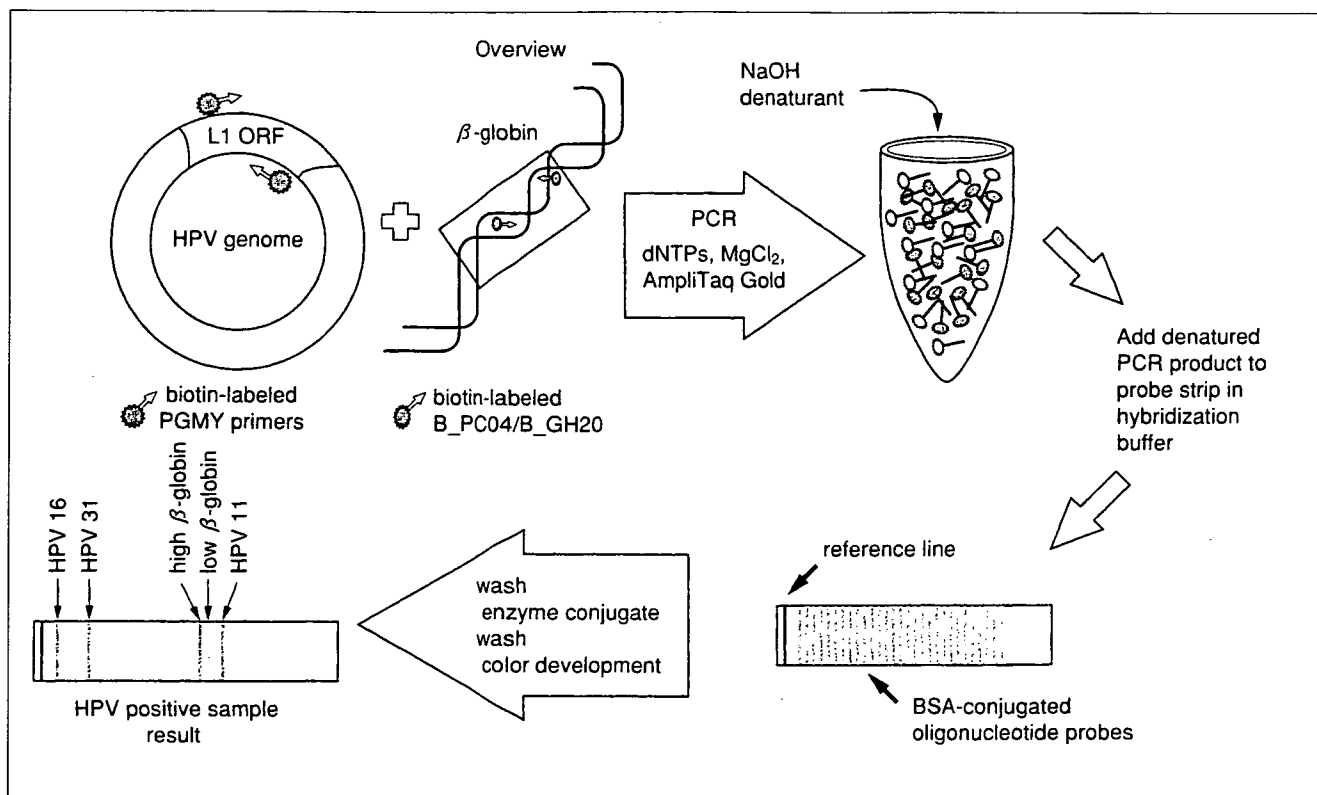 Overview
NaOH
denaturant
L1 ORF
β-globin
HPV genome
PCR
dNTPs, MgCl₂,
AmpliTaq Gold
biotin-labeled
PGMY primers
biotin-labeled
B_PC04/B_GH20
Add denatured
PCR product to
probe strip in
hybridization
buffer
HPV 16
HPV 31
high β-globin
low β-globin
HPV 11
HPV positive sample
result
wash
enzyme conjugate
wash
color development
reference line
BSA-conjugated
oligonucleotide probes